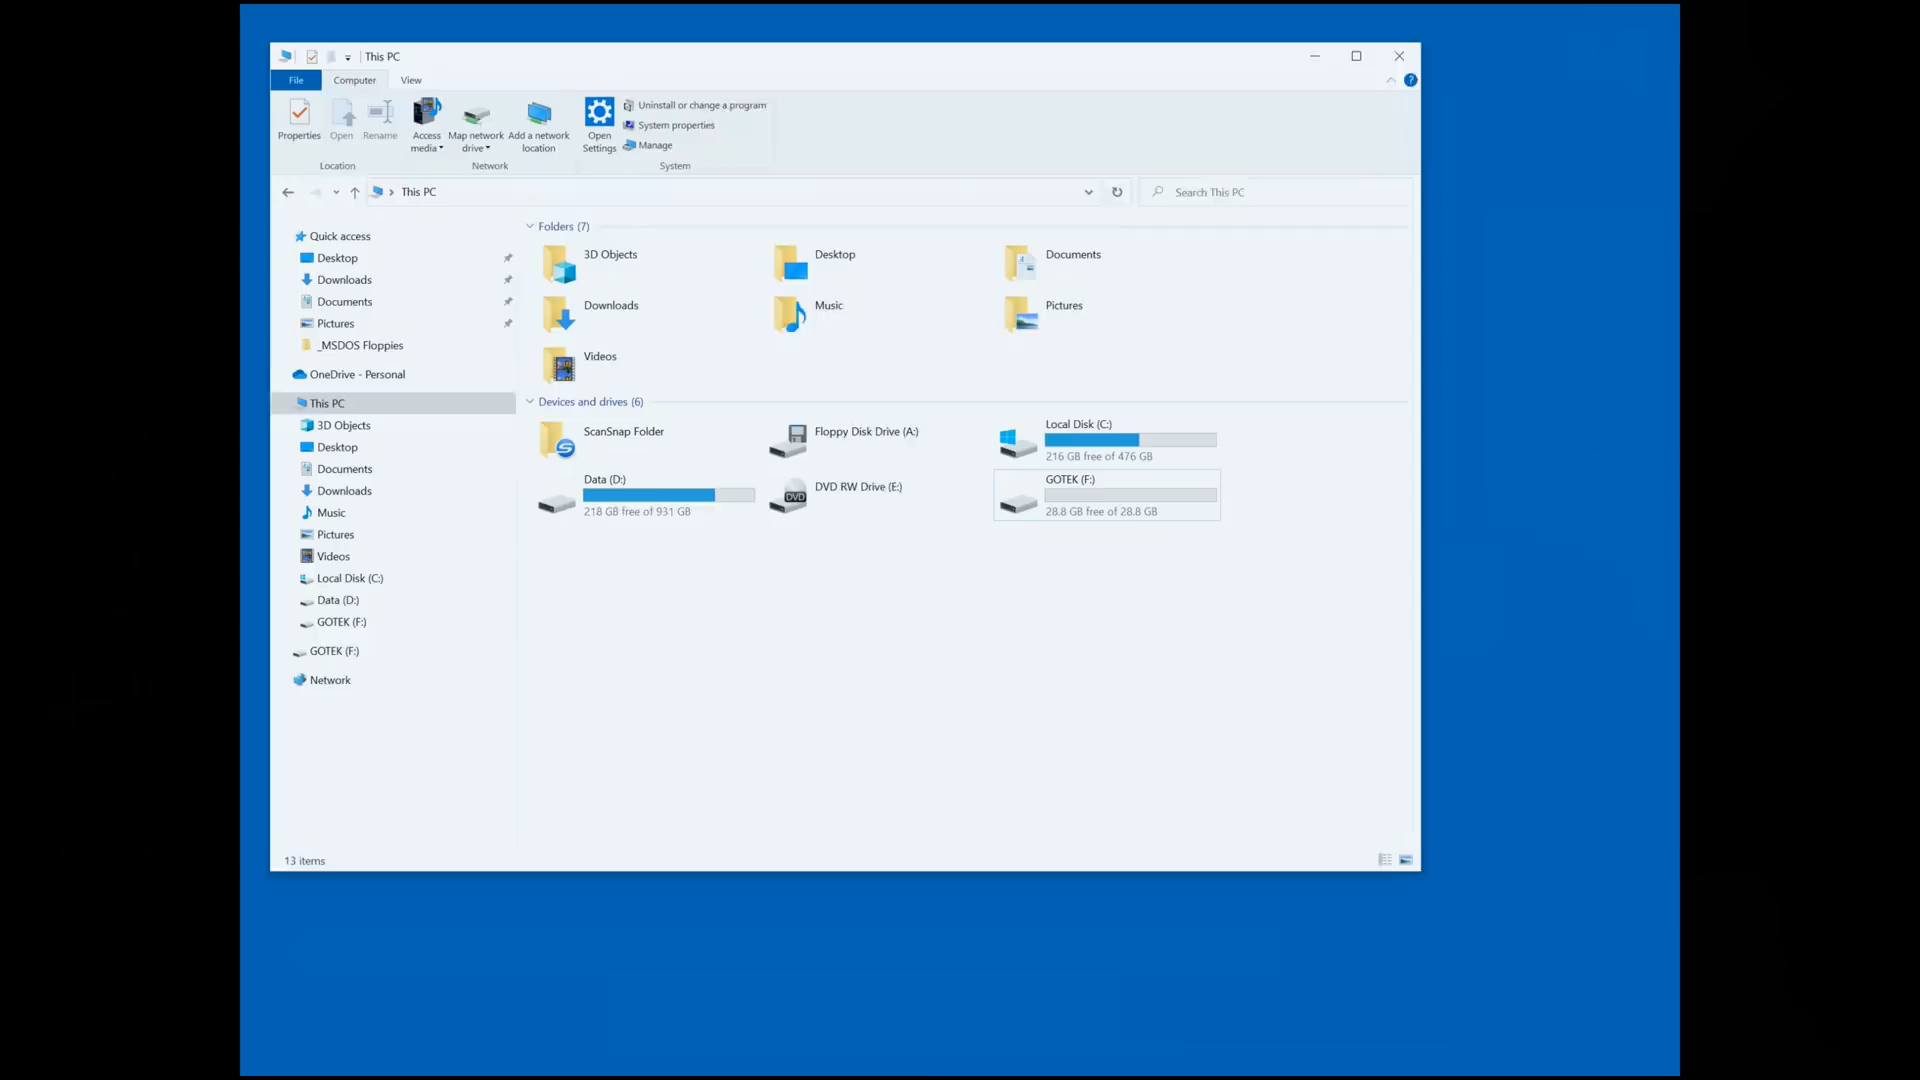 This PC
File
Computer
View
Properties
Open
Rename
Access media
Map network drive
Add a network location
Open Settings
Uninstall or change a program
System properties
Manage
Location
Network
System
This PC
Search This PC
Quick access
Desktop
Downloads
Documents
Pictures
_MSDOS Floppies
OneDrive - Personal
This PC
3D Objects
Desktop
Documents
Downloads
Music
Pictures
Videos
Local Disk (C:)
Data (D:)
GOTEK (F:)
GOTEK (F:)
Network
Folders (7)
3D Objects
Desktop
Documents
Downloads
Music
Pictures
Videos
Devices and drives (6)
ScanSnap Folder
S
Floppy Disk Drive (A:)
Local Disk (C:)
216 GB free of 476 GB
Data (D:)
218 GB free of 931 GB
DVD
DVD RW Drive (E:)
GOTEK (F:)
28.8 GB free of 28.8 GB
13 items